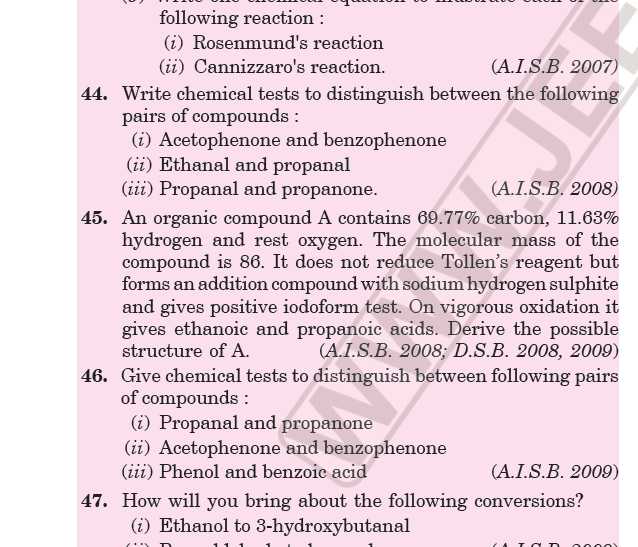 following reaction :
(i) Rosenmund's reaction
(ii) Cannizzaro's reaction. (A.I.S.B. 2007)
44. Write chemical tests to distinguish between the following
pairs of compounds :
(i) Acetophenone and benzophenone
(ii) Ethanal and propanal
(iii) Propanal and propanone. (A.I.S.B. 2008)
45. An organic compound A contains 69.77% carbon, 11.63%
hydrogen and rest oxygen. The molecular mass of the
compound is 86. It does not reduce Tollen's reagent but
forms an addition compound with sodium hydrogen sulphite
and gives positive iodoform test. On vigorous oxidation it
gives ethanoic and propanoic acids. Derive the possible
structure of A. (A.I.S.B. 2008; D.S.B. 2008, 2009)
46. Give chemical tests to distinguish between following pairs
of compounds :
(i) Propanal and propanone
(ii) Acetophenone and benzophenone
(iii) Phenol and benzoic acid (A.I.S.B. 2009)
47. How will you bring about the following conversions?
(i) Ethanol to 3-hydroxybutanal
WWW.JEE